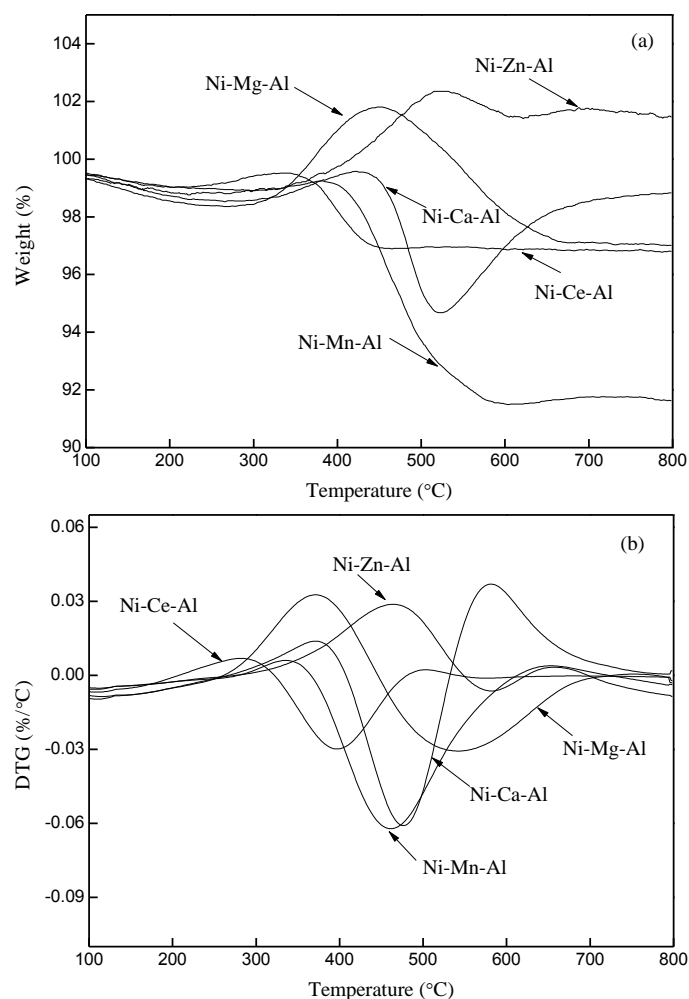 (a)
104
102
100
98
96
94
92
90
Weight (%)
Ni-Mg-Al
Ni-Zn-Al
Ni-Ca-Al
Ni-Ce-Al
Ni-Mn-Al
100 200 300 400 500 600 700 800
Temperature (°C)
(b)
0.06
0.03
0.00
-0.03
-0.06
-0.09
DTG (%/°C)
Ni-Zn-Al
Ni-Ce-Al
Ni-Mg-Al
Ni-Ca-Al
Ni-Mn-Al
100 200 300 400 500 600 700 800
Temperature (°C)